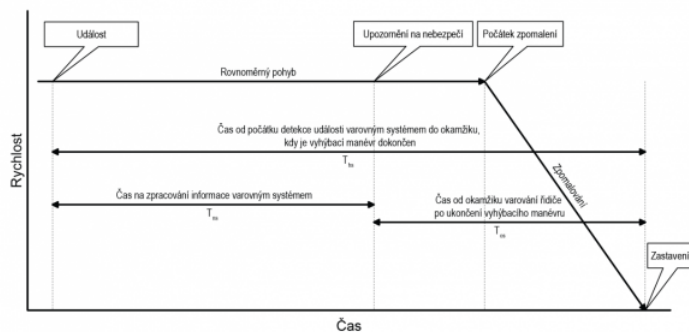 Událost
Upozornění na nebezpečí
Počátek zpomalení
Rovnoměrný pohyb
Čas od počátku detekce události varovným systémem do okamžiku,
kdy je vyhýbací manévr dokončen
Rychlost
Zpomalování
Čas na zpracování informace varovným systémem
Čas od okamžiku varování řidiče
po ukončení vyhýbacího manévru
Zastavení
Čas